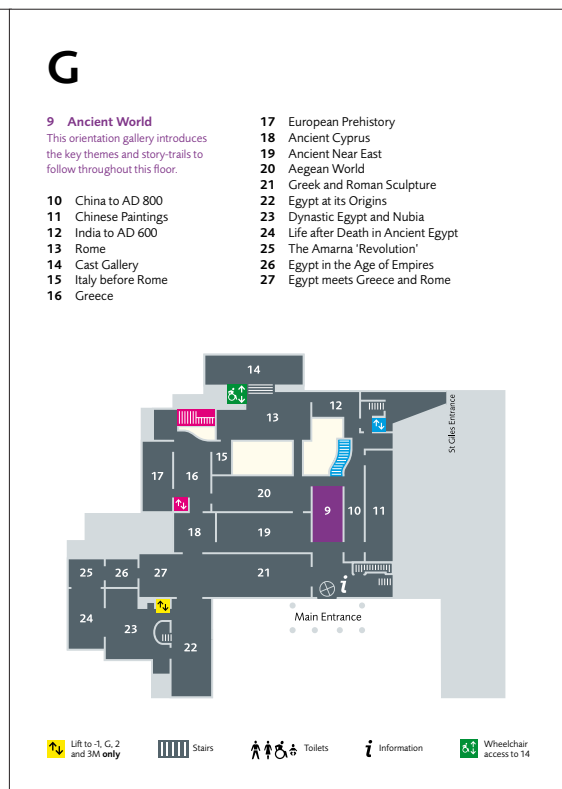 G
9 Ancient World
This orientation gallery introduces
the key themes and story-trails to
follow throughout this floor.
10 China to AD 800
11 Chinese Paintings
12 India to AD 600
13 Rome
14 Cast Gallery
15 Italy before Rome
16 Greece
17 European Prehistory
18 Ancient Cyprus
19 Ancient Near East
20 Aegean World
21 Greek and Roman Sculpture
22 Egypt at its Origins
23 Dynastic Egypt and Nubia
24 Life after Death in Ancient Egypt
25 The Amarna 'Revolution'
26 Egypt in the Age of Empires
27 Egypt meets Greece and Rome
14
12
13
St Giles Entrance
15
17
16
20
9
10
11
18
19
25
26
27
21
i
24
23
22
Main Entrance
Lift to -1, G, 2
and 3M only
Stairs
Toilets
i Information
Wheelchair
access to 14